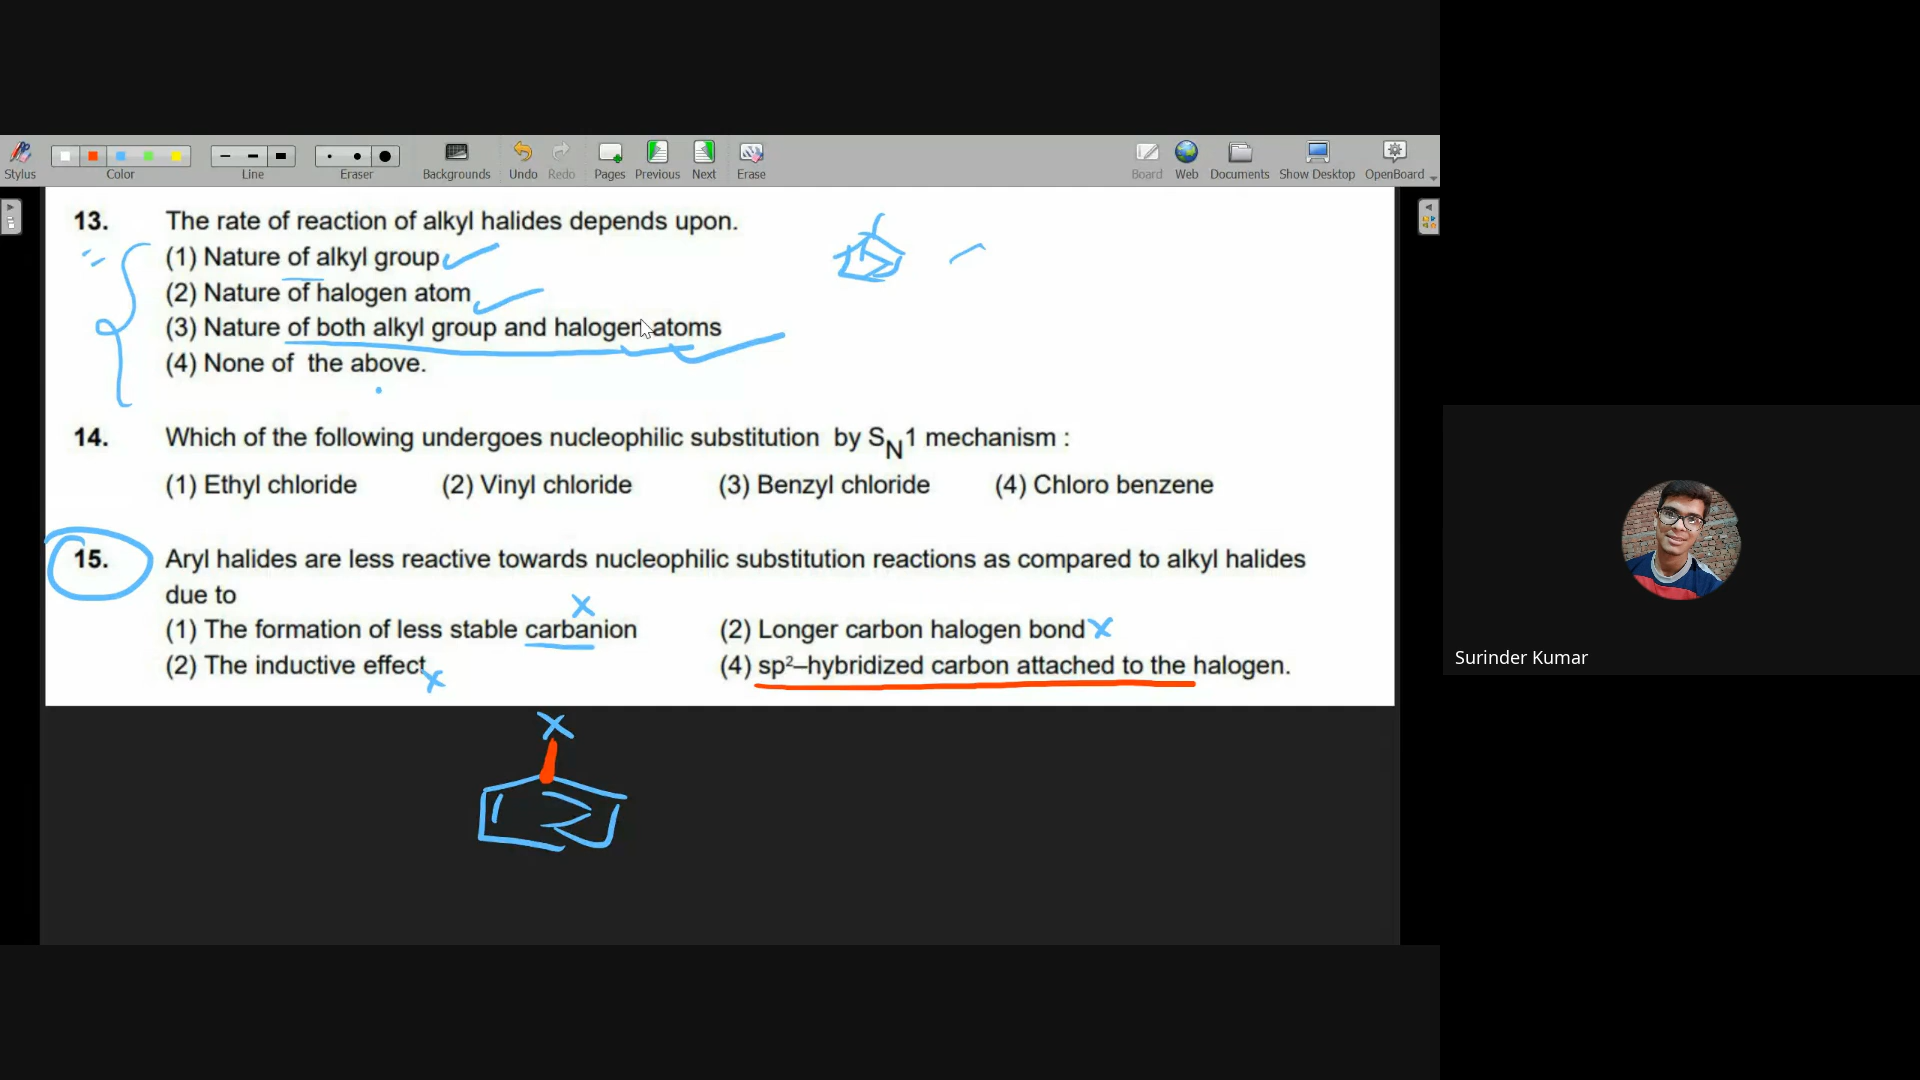 Stylus Color Line Eraser Backgrounds Undo Redo Pages Previous Next Erase Board Web Documents Show Desktop OpenBoard
13. The rate of reaction of alkyl halides depends upon.
(1) Nature of alkyl group
(2) Nature of halogen atom
(3) Nature of both alkyl group and halogen atoms
(4) None of the above.
14. Which of the following undergoes nucleophilic substitution by SN1 mechanism :
(1) Ethyl chloride (2) Vinyl chloride (3) Benzyl chloride (4) Chloro benzene
15. Aryl halides are less reactive towards nucleophilic substitution reactions as compared to alkyl halides
due to
(1) The formation of less stable carbanion (2) Longer carbon halogen bond
(2) The inductive effect (4) sp²–hybridized carbon attached to the halogen.
X
Surinder Kumar